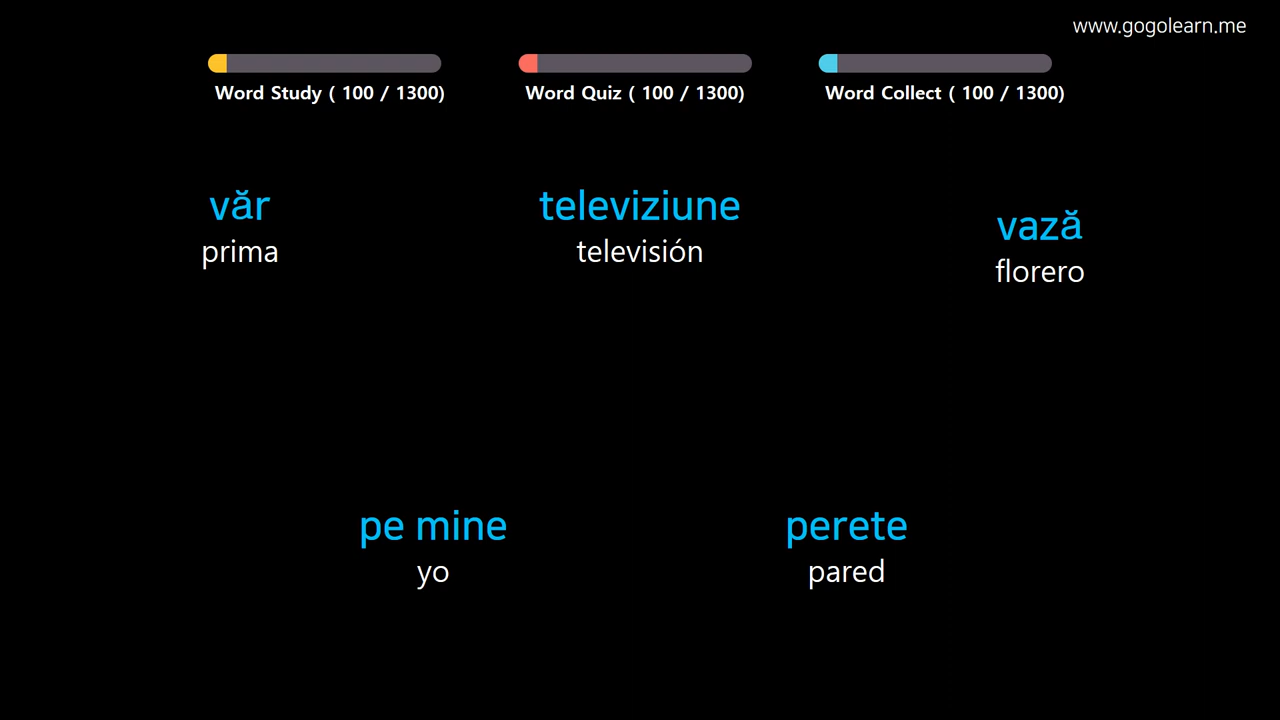 www.gogolearn.me
Word Study ( 100 / 1300)
Word Quiz ( 100 / 1300)
Word Collect ( 100 / 1300)
văr
prima
televiziune
televisión
vază
florero
pe mine
yo
perete
pared